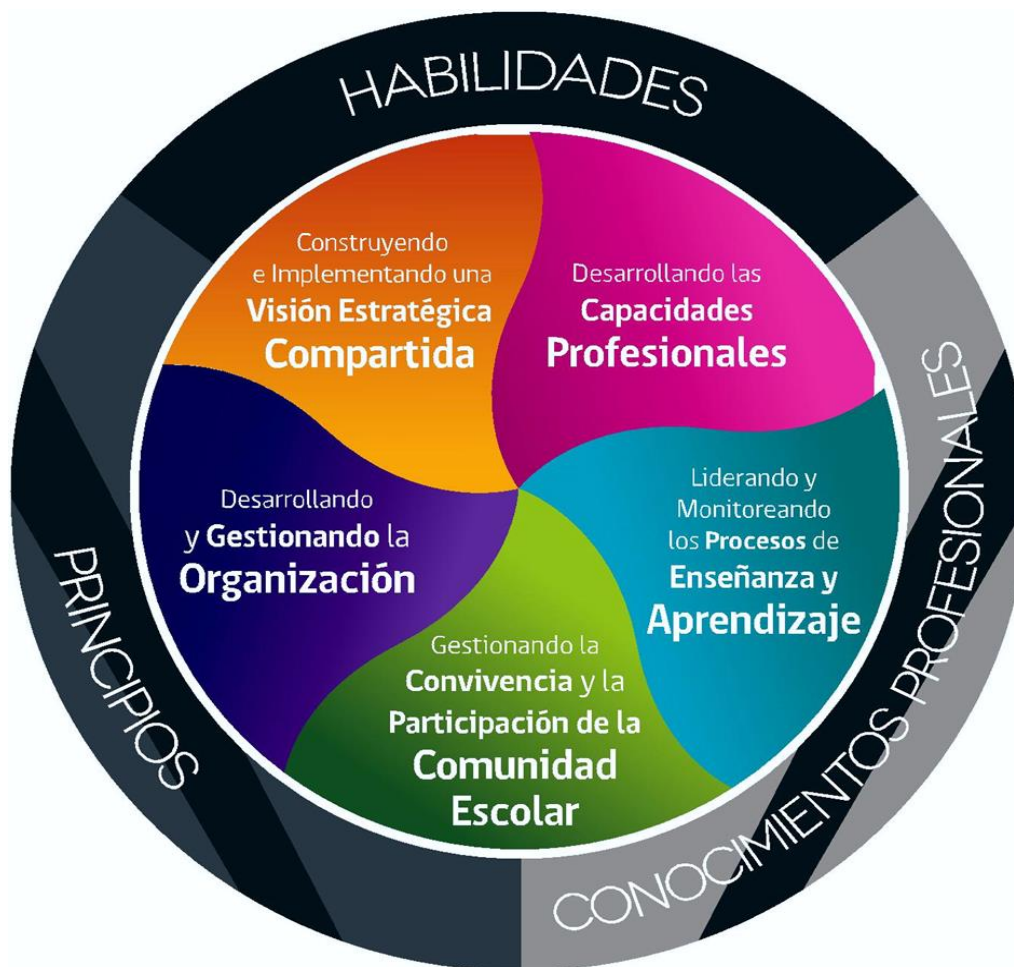 HABILIDADES
Construyendo
e Implementando una
Visión Estratégica
Compartida
Desarrollando las
Capacidades
Profesionales
Liderando y
Monitoreando
los Procesos de
Enseñanza y
Aprendizaje
Gestionando la
Convivencia y la
Participación de la
Comunidad
Escolar
Desarrollando
y Gestionando la
Organización
PRINCIPIOS
CONOCIMIENTOS PROFESIONALES